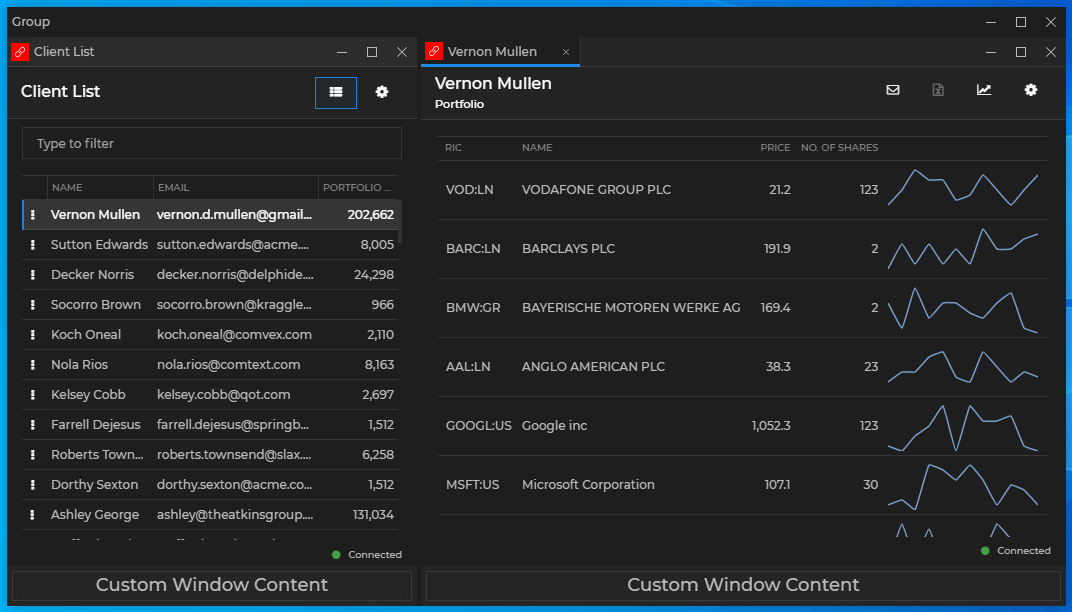 Group
Client List
Client List
Type to filter
NAME EMAIL PORTFOLIO ...
Vernon Mullen vernon.d.mullen@gmail... 202,662
Sutton Edwards sutton.edwards@acme.... 8,005
Decker Norris decker.norris@delphide.... 24,298
Socorro Brown socorro.brown@kraggle... 966
Koch Oneal koch.oneal@comvex.com 2,110
Nola Rios nola.rios@comtext.com 8,163
Kelsey Cobb kelsey.cobb@qot.com 2,697
Farrell Dejesus farrell.dejesus@springb... 1,512
Roberts Town... roberts.townsend@slax.... 6,258
Dorthy Sexton dorthy.sexton@acme.co... 1,512
Ashley George ashley@theatkinsgroup.... 131,034
Connected
Custom Window Content
Vernon Mullen
Vernon Mullen
Portfolio
RIC NAME PRICE NO. OF SHARES
VOD:LN VODAFONE GROUP PLC 21.2 123
BARC:LN BARCLAYS PLC 191.9 2
BMW:GR BAYERISCHE MOTOREN WERKE AG 169.4 2
AAL:LN ANGLO AMERICAN PLC 38.3 23
GOOGL:US Google inc 1,052.3 123
MSFT:US Microsoft Corporation 107.1 30
Connected
Custom Window Content